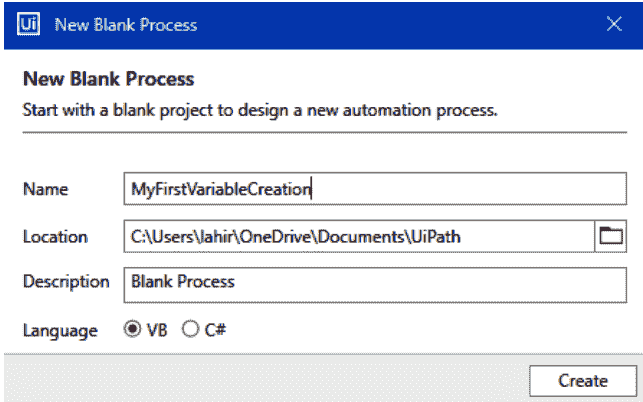 Ui New Blank Process
New Blank Process
Start with a blank project to design a new automation process.
Name MyFirstVariableCreation
Location C:\Users\lahir\OneDrive\Documents\UiPath
Description Blank Process
Language VB C#
Create